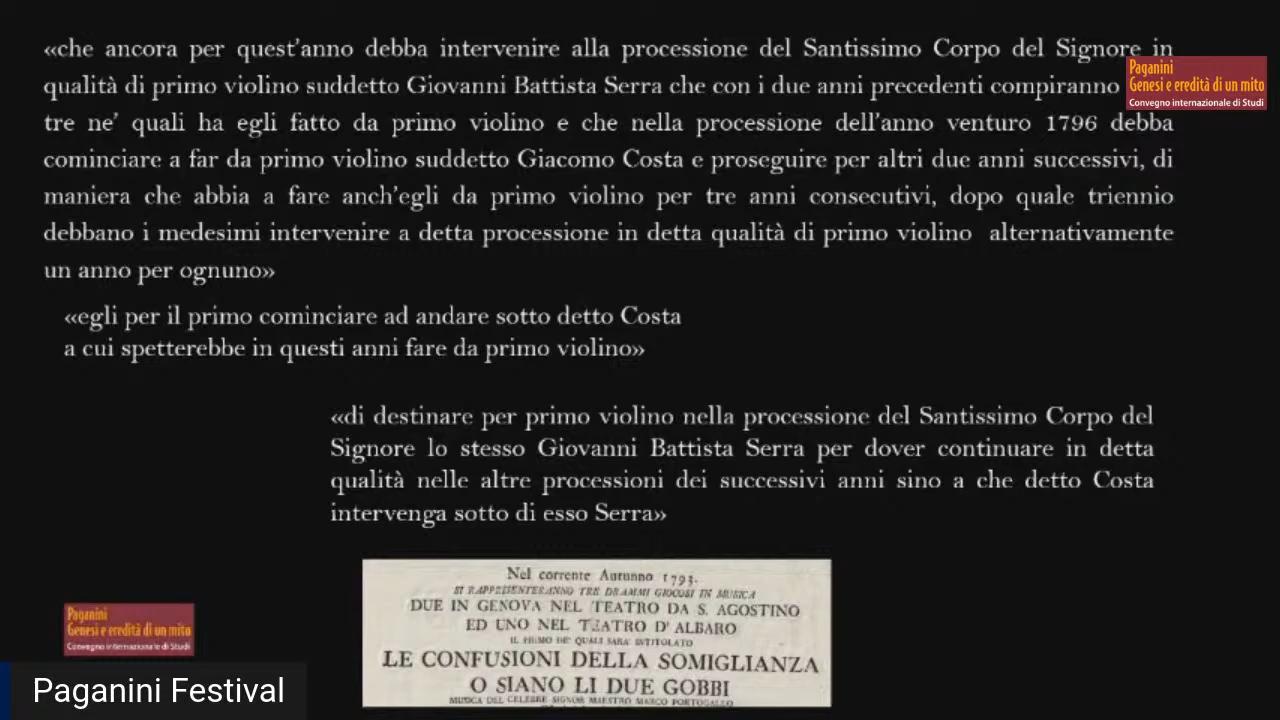 «che ancora per quest'anno debba intervenire alla processione del Santissimo Corpo del Signore in
qualità di primo violino suddetto Giovanni Battista Serra che con i due anni precedenti compiranno
tre ne' quali ha egli fatto da primo violino e che nella processione dell'anno venturo 1796 debba
cominciare a far da primo violino suddetto Giacomo Costa e proseguire per altri due anni successivi, di
maniera che abbia a fare anch'egli da primo violino per tre anni consecutivi, dopo quale triennio
debbano i medesimi intervenire a detta processione in detta qualità di primo violino alternativamente
un anno per ognuno»
Paganini
Genesi e eredità di un mito
Convegno internazionale di Studi
«egli per il primo cominciare ad andare sotto detto Costa
a cui spetterebbe in questi anni fare da primo violino»
«di destinare per primo violino nella processione del Santissimo Corpo del
Signore lo stesso Giovanni Battista Serra per dover continuare in detta
qualità nelle altre processioni dei successivi anni sino a che detto Costa
intervenga sotto di esso Serra»
Nel corrente Autunno 1793.
SI RAPPRESENTERANNO TRE DRAMMI GIOCOSI IN MUSICA
DUE IN GENOVA NEL TEATRO DA S. AGOSTINO
ED UNO NEL TEATRO D' ALBARO
IL PRIMO DE' QUALI SARA' INTITOLATO
LE CONFUSIONI DELLA SOMIGLIANZA
O SIANO LI DUE GOBBI
MUSICA DEL CELEBRE SIGNOR MAESTRO MARCO PORTOGALLO
Paganini
Genesi e eredità di un mito
Convegno internazionale di Studi
Paganini Festival